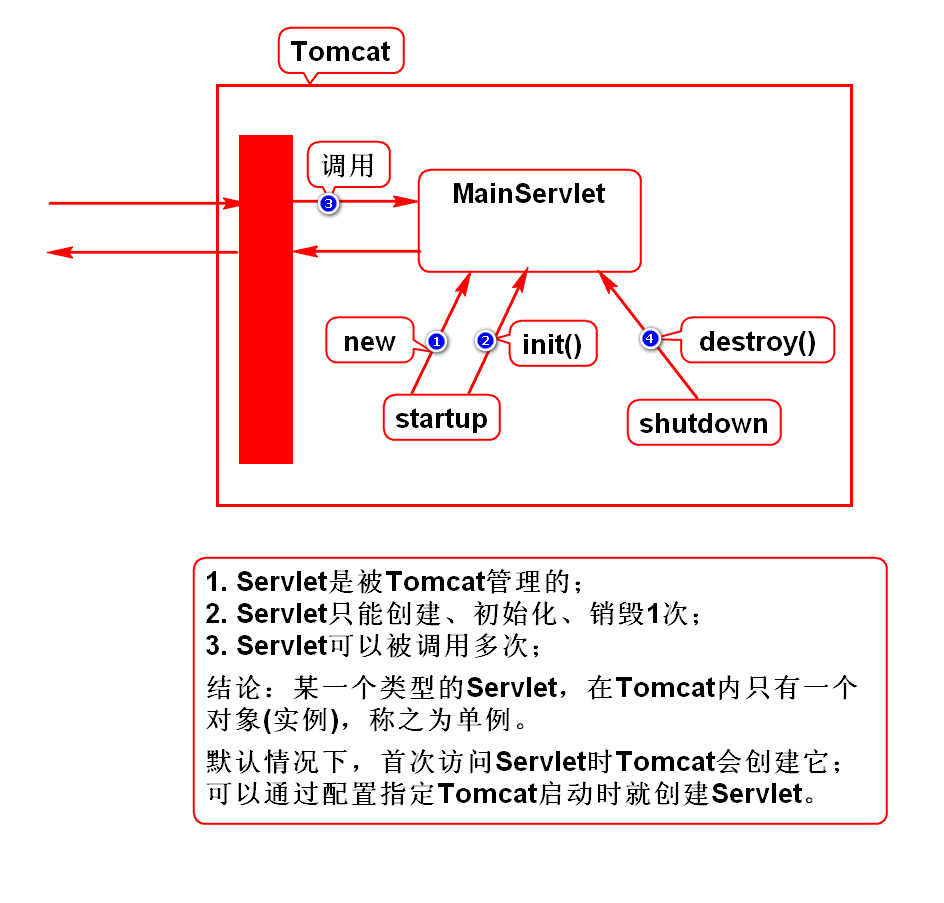 Tomcat
调用
3
MainServlet
new
1
2
init()
4
destroy()
startup
shutdown
1. Servlet是被Tomcat管理的；
2. Servlet只能创建、初始化、销毁1次；
3. Servlet可以被调用多次；
结论：某一个类型的Servlet，在Tomcat内只有一个
对象(实例)，称之为单例。
默认情况下，首次访问Servlet时Tomcat会创建它；
可以通过配置指定Tomcat启动时就创建Servlet。